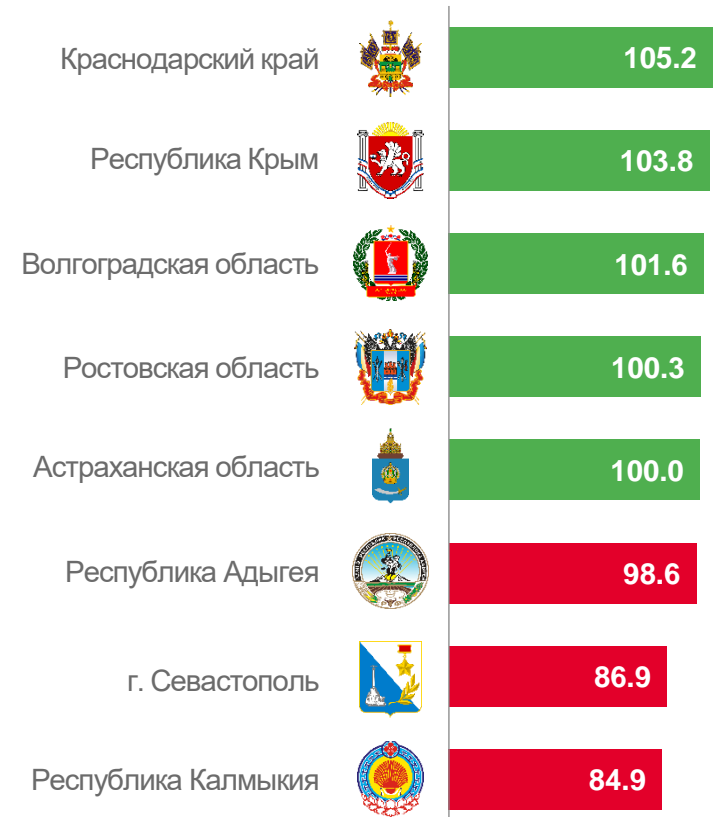 Краснодарский край 105.2
Республика Крым 103.8
Волгоградская область 101.6
Ростовская область 100.3
Астраханская область 100.0
Республика Адыгея 98.6
г. Севастополь 86.9
Республика Калмыкия 84.9